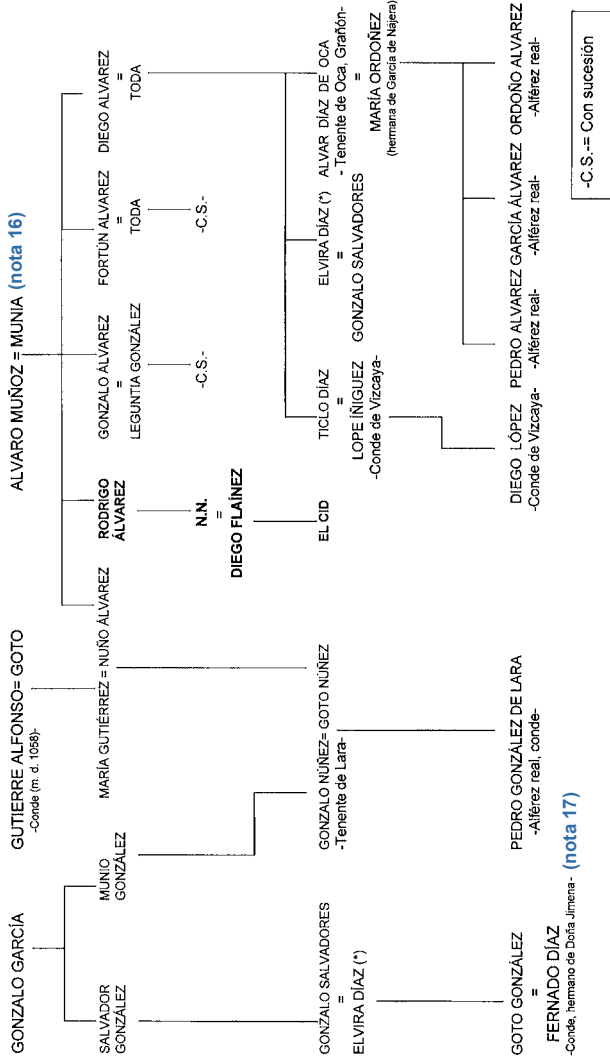 GONZALO GARCÍA
GUTIERRE ALFONSO= GOTO
-Conde (m. d. 1058)-
ALVARO MUÑOZ = MUNIA (nota 16)
SALVADOR
GONZÁLEZ
MUNIO
GONZÁLEZ
MARÍA GUTIÉRREZ = NUÑO ÁLVAREZ
RODRIGO
ÁLVAREZ
GONZALO ÁLVAREZ
=
LEGUNTIA GONZÁLEZ
FORTÚN ALVAREZ
=
TODA
DIEGO ALVAREZ
=
TODA
N.N.
=
DIEGO FLAÍNEZ
-C.S.-
-C.S.-
GONZALO SALVADORES
=
ELVIRA DÍAZ (*)
GONZALO NÚÑEZ= GOTO NÚÑEZ
-Tenente de Lara-
EL CID
TICLO DÍAZ
=
LOPE ÍÑIGUEZ
-Conde de Vizcaya-
ELVIRA DÍAZ (*)
=
GONZALO SALVADORES
ALVAR DÍAZ DE OCA
- Tenente de Oca, Grañón-
=
MARÍA ORDOÑEZ
(hermana de García de Nájera)
GOTO GONZÁLEZ
=
FERNADO DÍAZ
-Conde, hermano de Doña Jimena- (nota 17)
PEDRO GONZÁLEZ DE LARA
-Alférez real, conde-
DIEGO LÓPEZ
-Conde de Vizcaya-
PEDRO ALVAREZ
-Alférez real-
GARCÍA ÁLVAREZ
-Alférez real-
ORDOÑO ALVAREZ
-Alférez real-
-C.S.-= Con sucesión